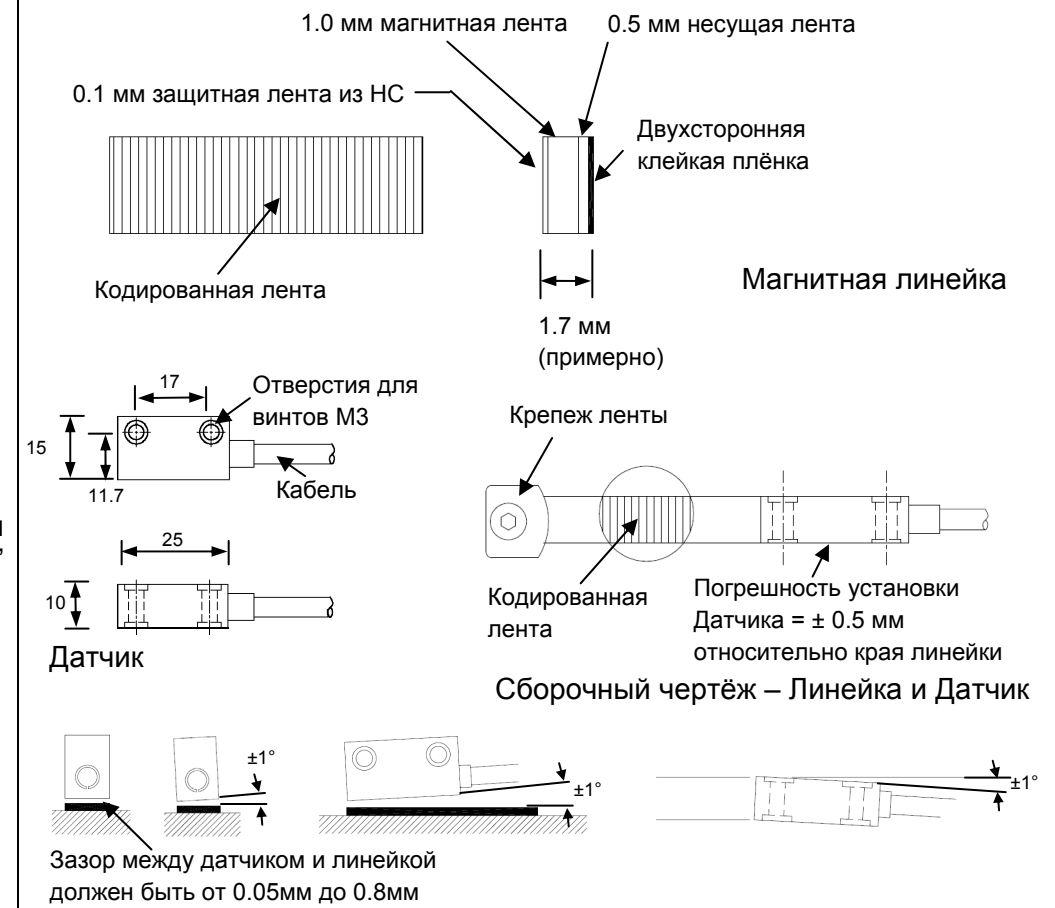 1.0 мм магнитная лента
0.5 мм несущая лента
0.1 мм защитная лента из НС
Двухсторонняя
клейкая плёнка
Кодированная лента
Магнитная линейка
1.7 мм
(примерно)
17
Отверстия для
винтов М3
15
11.7
Кабель
Крепеж ленты
25
10
Датчик
Кодированная
лента
Погрешность установки
Датчика = ± 0.5 мм
относительно края линейки
Сборочный чертёж – Линейка и Датчик
±1°
±1°
±1°
Зазор между датчиком и линейкой
должен быть от 0.05мм до 0.8мм